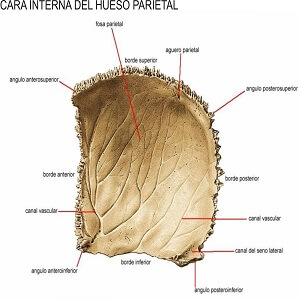 CARA INTERNA DEL HUESO PARIETAL
fosa parietal
aguero parietal
borde superior
angulo anterosuperior
angulo posterosuperior
borde anterior
borde posterior
canal vascular
canal vascular
canal del seno lateral
borde inferior
angulo anteroinferior
angulo posteroinferior